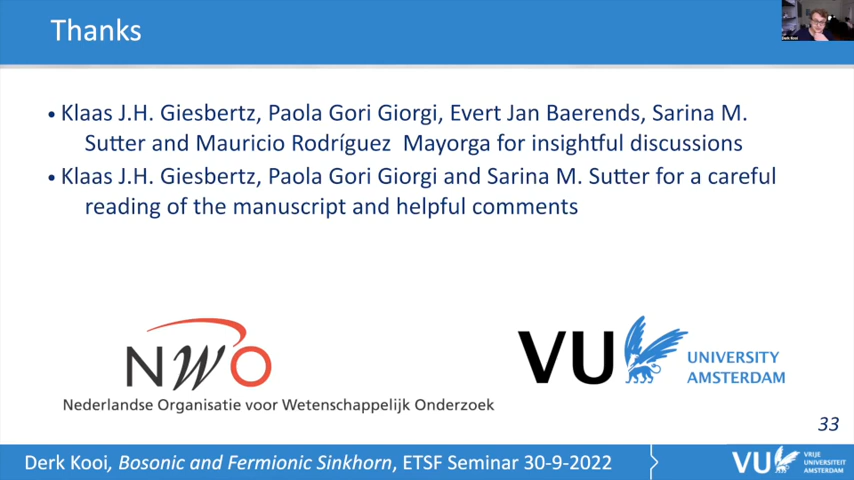 Thanks
Derk Kooi
• Klaas J.H. Giesbertz, Paola Gori Giorgi, Evert Jan Baerends, Sarina M.
Sutter and Mauricio Rodríguez Mayorga for insightful discussions
• Klaas J.H. Giesbertz, Paola Gori Giorgi and Sarina M. Sutter for a careful
reading of the manuscript and helpful comments
NWO
Nederlandse Organisatie voor Wetenschappelijk Onderzoek
VU
UNIVERSITY
AMSTERDAM
33
Derk Kooi, Bosonic and Fermionic Sinkhorn, ETSF Seminar 30-9-2022
VU
VRIJE
UNIVERSITEIT
AMSTERDAM